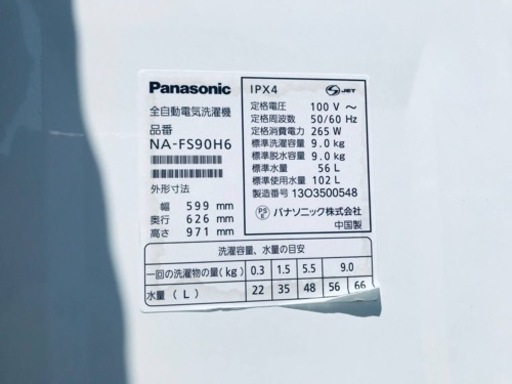 Panasonic
全自動電気洗濯機
品番
NA-FS90H6
外形寸法
幅 599 mm
奥行 626 mm
高さ 971 mm
IPX4
JET
定格電圧 100 V ～
定格周波数 50/60 Hz
定格消費電力 265 W
標準洗濯容量 9.0 kg
標準脱水容量 9.0 kg
標準水量 56 L
標準使用水量 102 L
製造番号 13O3500548
PSE パナソニック株式会社
中国製
洗濯容量、水量の目安
一回の洗濯物の量(kg) 0.3 1.5 5.5 9.0
水量 (L) 22 35 48 56 66